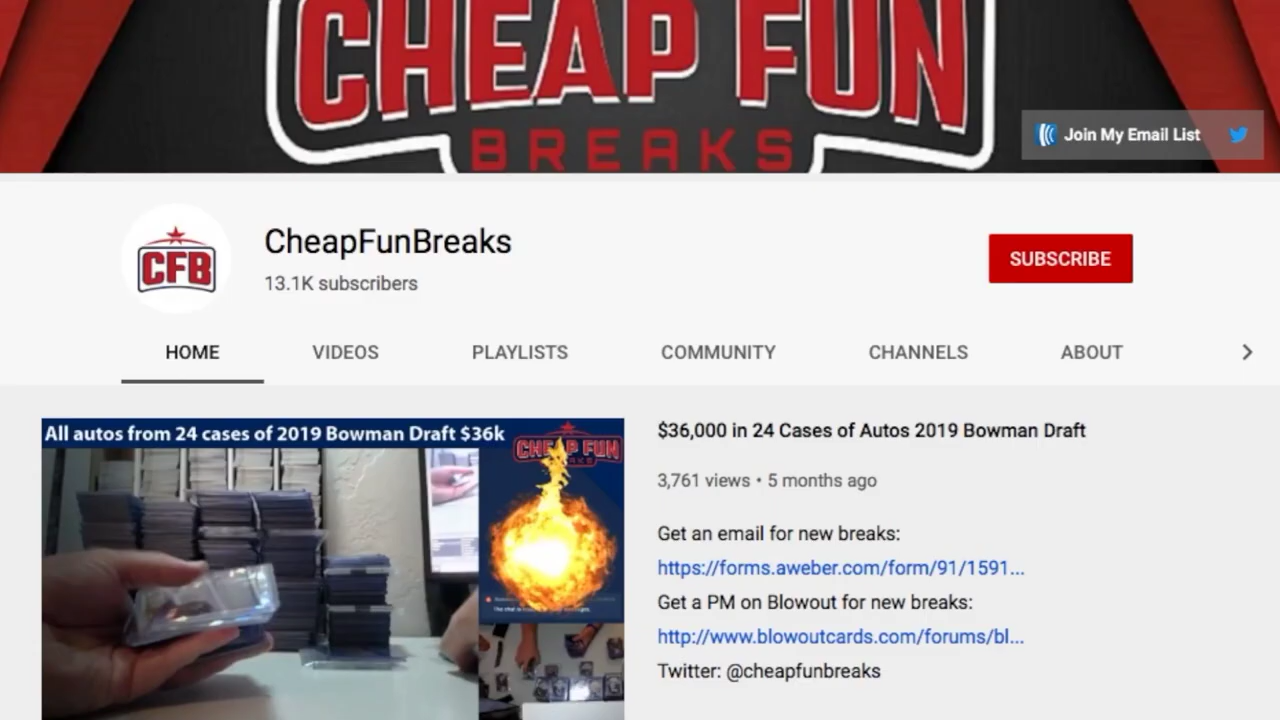 CHEAP FUN
BREAKS
Join My Email List
CFB
CheapFunBreaks
13.1K subscribers
SUBSCRIBE
HOME
VIDEOS
PLAYLISTS
COMMUNITY
CHANNELS
ABOUT
All autos from 24 cases of 2019 Bowman Draft $36k
CHEAP FUN
BREAKS
$36,000 in 24 Cases of Autos 2019 Bowman Draft
3,761 views • 5 months ago
Get an email for new breaks:
https://forms.aweber.com/form/91/1591...
Get a PM on Blowout for new breaks:
http://www.blowoutcards.com/forums/bl...
Twitter: @cheapfunbreaks